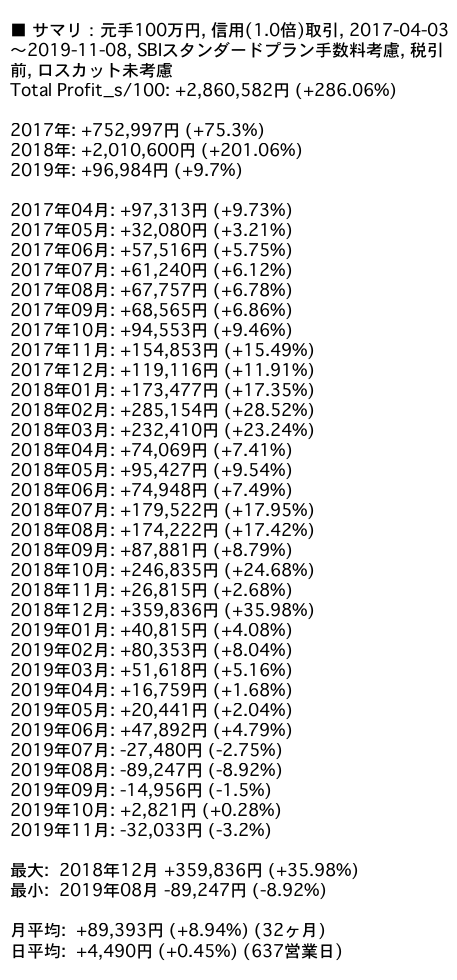 ■ サマリ：元手100万円, 信用(1.0倍)取引, 2017-04-03
～2019-11-08, SBIスタンダードプラン手数料考慮, 税引
前, ロスカット未考慮
Total Profit_s/100: +2,860,582円 (+286.06%)
2017年: +752,997円 (+75.3%)
2018年: +2,010,600円 (+201.06%)
2019年: +96,984円 (+9.7%)
2017年04月: +97,313円 (+9.73%)
2017年05月: +32,080円 (+3.21%)
2017年06月: +57,516円 (+5.75%)
2017年07月: +61,240円 (+6.12%)
2017年08月: +67,757円 (+6.78%)
2017年09月: +68,565円 (+6.86%)
2017年10月: +94,553円 (+9.46%)
2017年11月: +154,853円 (+15.49%)
2017年12月: +119,116円 (+11.91%)
2018年01月: +173,477円 (+17.35%)
2018年02月: +285,154円 (+28.52%)
2018年03月: +232,410円 (+23.24%)
2018年04月: +74,069円 (+7.41%)
2018年05月: +95,427円 (+9.54%)
2018年06月: +74,948円 (+7.49%)
2018年07月: +179,522円 (+17.95%)
2018年08月: +174,222円 (+17.42%)
2018年09月: +87,881円 (+8.79%)
2018年10月: +246,835円 (+24.68%)
2018年11月: +26,815円 (+2.68%)
2018年12月: +359,836円 (+35.98%)
2019年01月: +40,815円 (+4.08%)
2019年02月: +80,353円 (+8.04%)
2019年03月: +51,618円 (+5.16%)
2019年04月: +16,759円 (+1.68%)
2019年05月: +20,441円 (+2.04%)
2019年06月: +47,892円 (+4.79%)
2019年07月: -27,480円 (-2.75%)
2019年08月: -89,247円 (-8.92%)
2019年09月: -14,956円 (-1.5%)
2019年10月: +2,821円 (+0.28%)
2019年11月: -32,033円 (-3.2%)
最大: 2018年12月 +359,836円 (+35.98%)
最小: 2019年08月 -89,247円 (-8.92%)
月平均: +89,393円 (+8.94%) (32ヶ月)
日平均: +4,490円 (+0.45%) (637営業日)